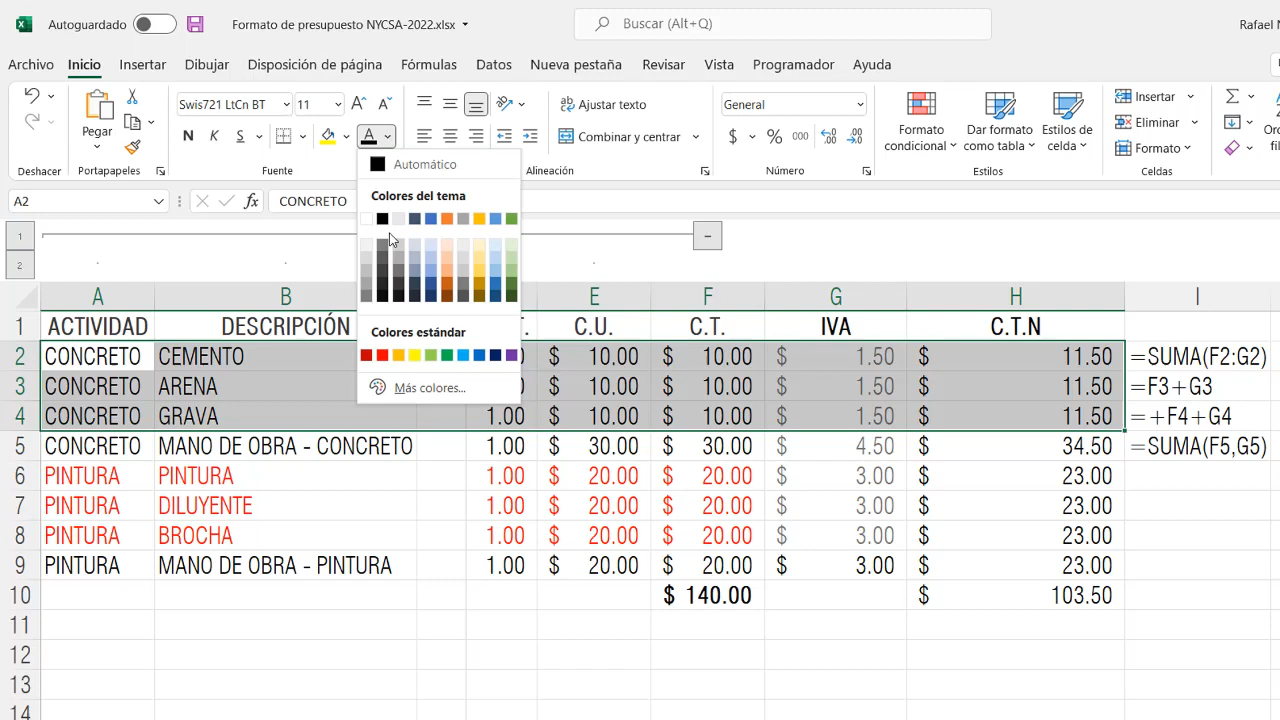 Autoguardado Formato de presupuesto NYCSA-2022.xlsx Buscar (Alt+Q) Rafael N
Archivo Inicio Insertar Dibujar Disposición de página Fórmulas Datos Nueva pestaña Revisar Vista Programador Ayuda
Swis721 LtCn BT 11 Ajustar texto General Insertar
Pegar N K S A Combinar y centrar $ % 000 Formato condicional Dar formato como tabla Estilos de celda Eliminar
Formato
Deshacer Portapapeles Fuente Alineación Número Estilos Celdas
Automático
Colores del tema
Colores estándar
Más colores...
A2 fx CONCRETO
1
2
A B E F G H I
1 ACTIVIDAD DESCRIPCIÓN T. C.U. C.T. IVA C.T.N
2 CONCRETO CEMENTO 0 $ 10.00 $ 10.00 $ 1.50 $ 11.50 =SUMA(F2:G2)
3 CONCRETO ARENA 0 $ 10.00 $ 10.00 $ 1.50 $ 11.50 =F3+G3
4 CONCRETO GRAVA 1.00 $ 10.00 $ 10.00 $ 1.50 $ 11.50 =+F4+G4
5 CONCRETO MANO DE OBRA - CONCRETO 1.00 $ 30.00 $ 30.00 $ 4.50 $ 34.50 =SUMA(F5,G5)
6 PINTURA PINTURA 1.00 $ 20.00 $ 20.00 $ 3.00 $ 23.00
7 PINTURA DILUYENTE 1.00 $ 20.00 $ 20.00 $ 3.00 $ 23.00
8 PINTURA BROCHA 1.00 $ 20.00 $ 20.00 $ 3.00 $ 23.00
9 PINTURA MANO DE OBRA - PINTURA 1.00 $ 20.00 $ 20.00 $ 3.00 $ 23.00
10 $ 140.00 $ 103.50
11
12
13
14